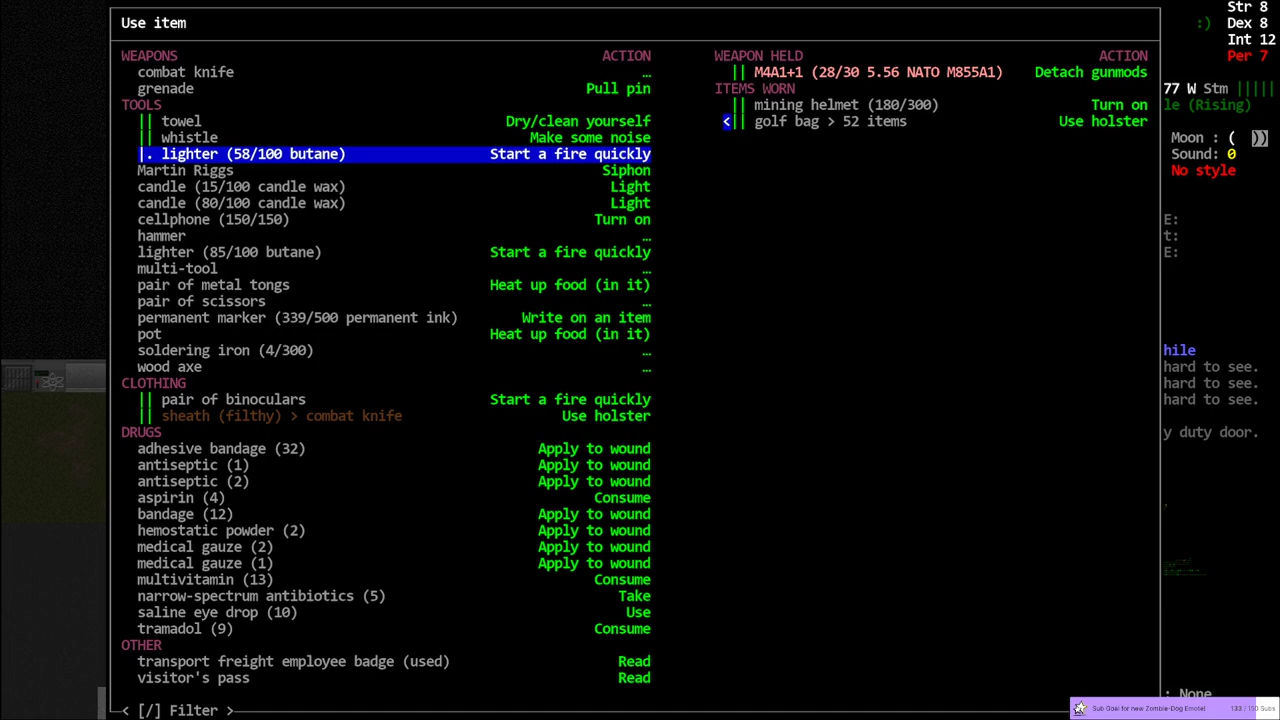 Use item
WEAPONS ACTION
combat knife …
grenade Pull pin
TOOLS
|| towel Dry/clean yourself
|| whistle Make some noise
|. lighter (58/100 butane) Start a fire quickly
Martin Riggs Siphon
candle (15/100 candle wax) Light
candle (80/100 candle wax) Light
cellphone (150/150) Turn on
hammer …
lighter (85/100 butane) Start a fire quickly
multi-tool …
pair of metal tongs Heat up food (in it)
pair of scissors …
permanent marker (339/500 permanent ink) Write on an item
pot Heat up food (in it)
soldering iron (4/300) …
wood axe …
CLOTHING
|| pair of binoculars Start a fire quickly
|| sheath (filthy) > combat knife Use holster
DRUGS
adhesive bandage (32) Apply to wound
antiseptic (1) Apply to wound
antiseptic (2) Apply to wound
aspirin (4) Consume
bandage (12) Apply to wound
hemostatic powder (2) Apply to wound
medical gauze (2) Apply to wound
medical gauze (1) Apply to wound
multivitamin (13) Consume
narrow-spectrum antibiotics (5) Take
saline eye drop (10) Use
tramadol (9) Consume
OTHER
transport freight employee badge (used) Read
visitor's pass Read
< [/] Filter >
WEAPON HELD ACTION
|| M4A1+1 (28/30 5.56 NATO M855A1) Detach gunmods
ITEMS WORN
|| mining helmet (180/300) Turn on
<|| golf bag > 52 items Use holster
Str 8
:) Dex 8
Int 12
Per 7
77 W Stm |||||
le (Rising)
Moon : ( ))
Sound: 0
No style
E:
t:
E:
hile
hard to see.
hard to see.
hard to see.
y duty door.
: None
Sub Goal for new Zombie-Dog Emote! 133 / 150 Subs